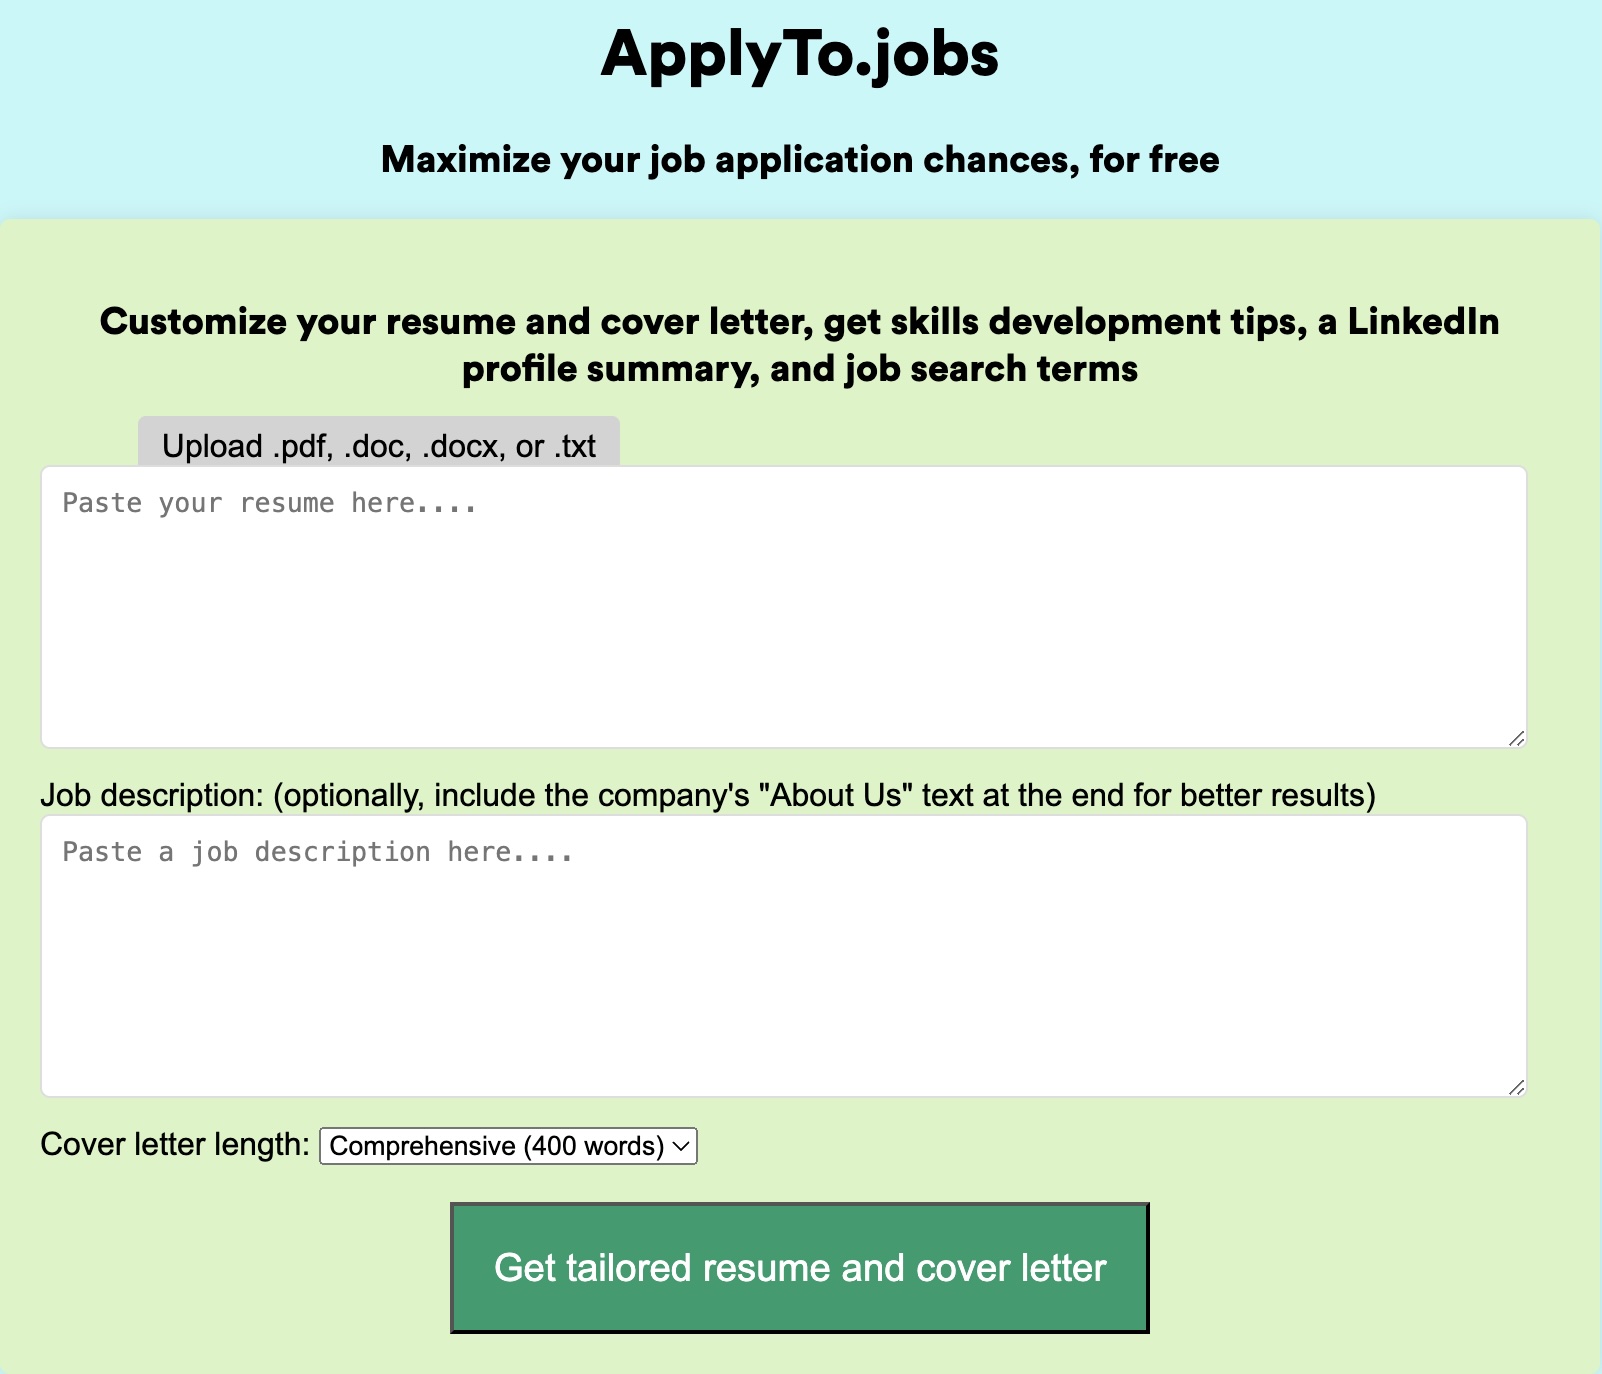 ApplyTo.jobs
Maximize your job application chances, for free
Customize your resume and cover letter, get skills development tips, a LinkedIn
profile summary, and job search terms
Upload .pdf, .doc, .docx, or .txt
Paste your resume here....
Job description: (optionally, include the company's "About Us" text at the end for better results)
Paste a job description here....
Cover letter length: Comprehensive (400 words)
Get tailored resume and cover letter